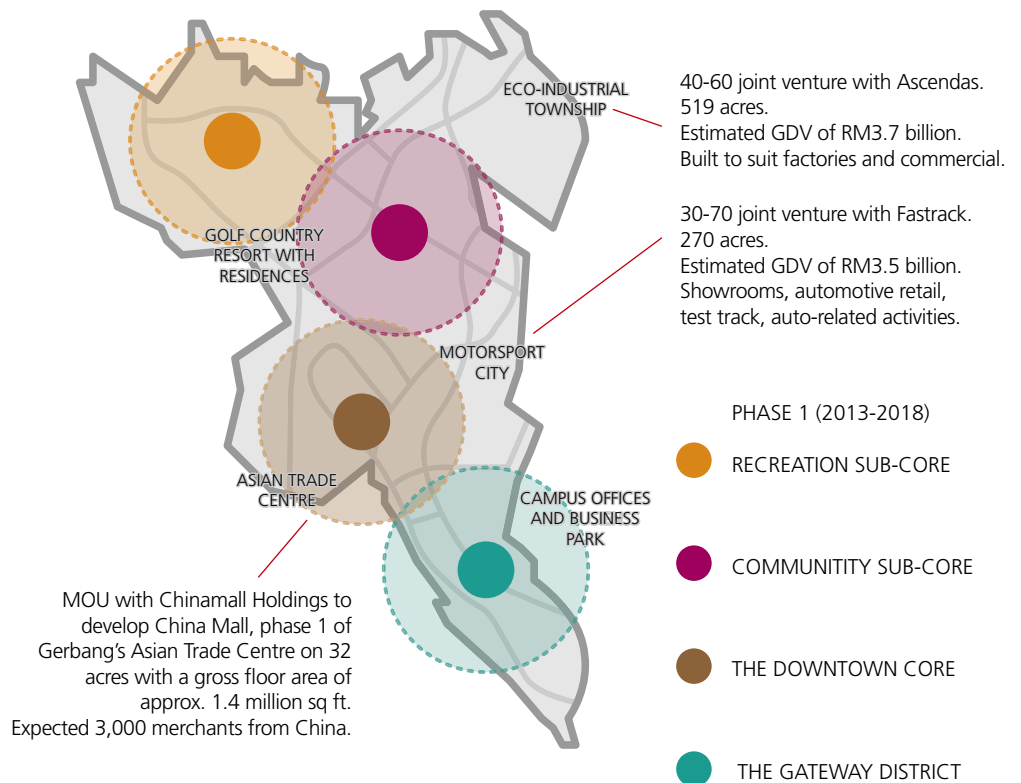 ECO-INDUSTRIAL
TOWNSHIP
40-60 joint venture with Ascendas.
519 acres.
Estimated GDV of RM3.7 billion.
Built to suit factories and commercial.
GOLF COUNTRY
RESORT WITH
RESIDENCES
30-70 joint venture with Fastrack.
270 acres.
Estimated GDV of RM3.5 billion.
Showrooms, automotive retail,
test track, auto-related activities.
MOTORSPORT
CITY
ASIAN TRADE
CENTRE
CAMPUS OFFICES
AND BUSINESS
PARK
MOU with Chinamall Holdings to
develop China Mall, phase 1 of
Gerbang's Asian Trade Centre on 32
acres with a gross floor area of
approx. 1.4 million sq ft.
Expected 3,000 merchants from China.
PHASE 1 (2013-2018)
RECREATION SUB-CORE
COMMUNITITY SUB-CORE
THE DOWNTOWN CORE
THE GATEWAY DISTRICT